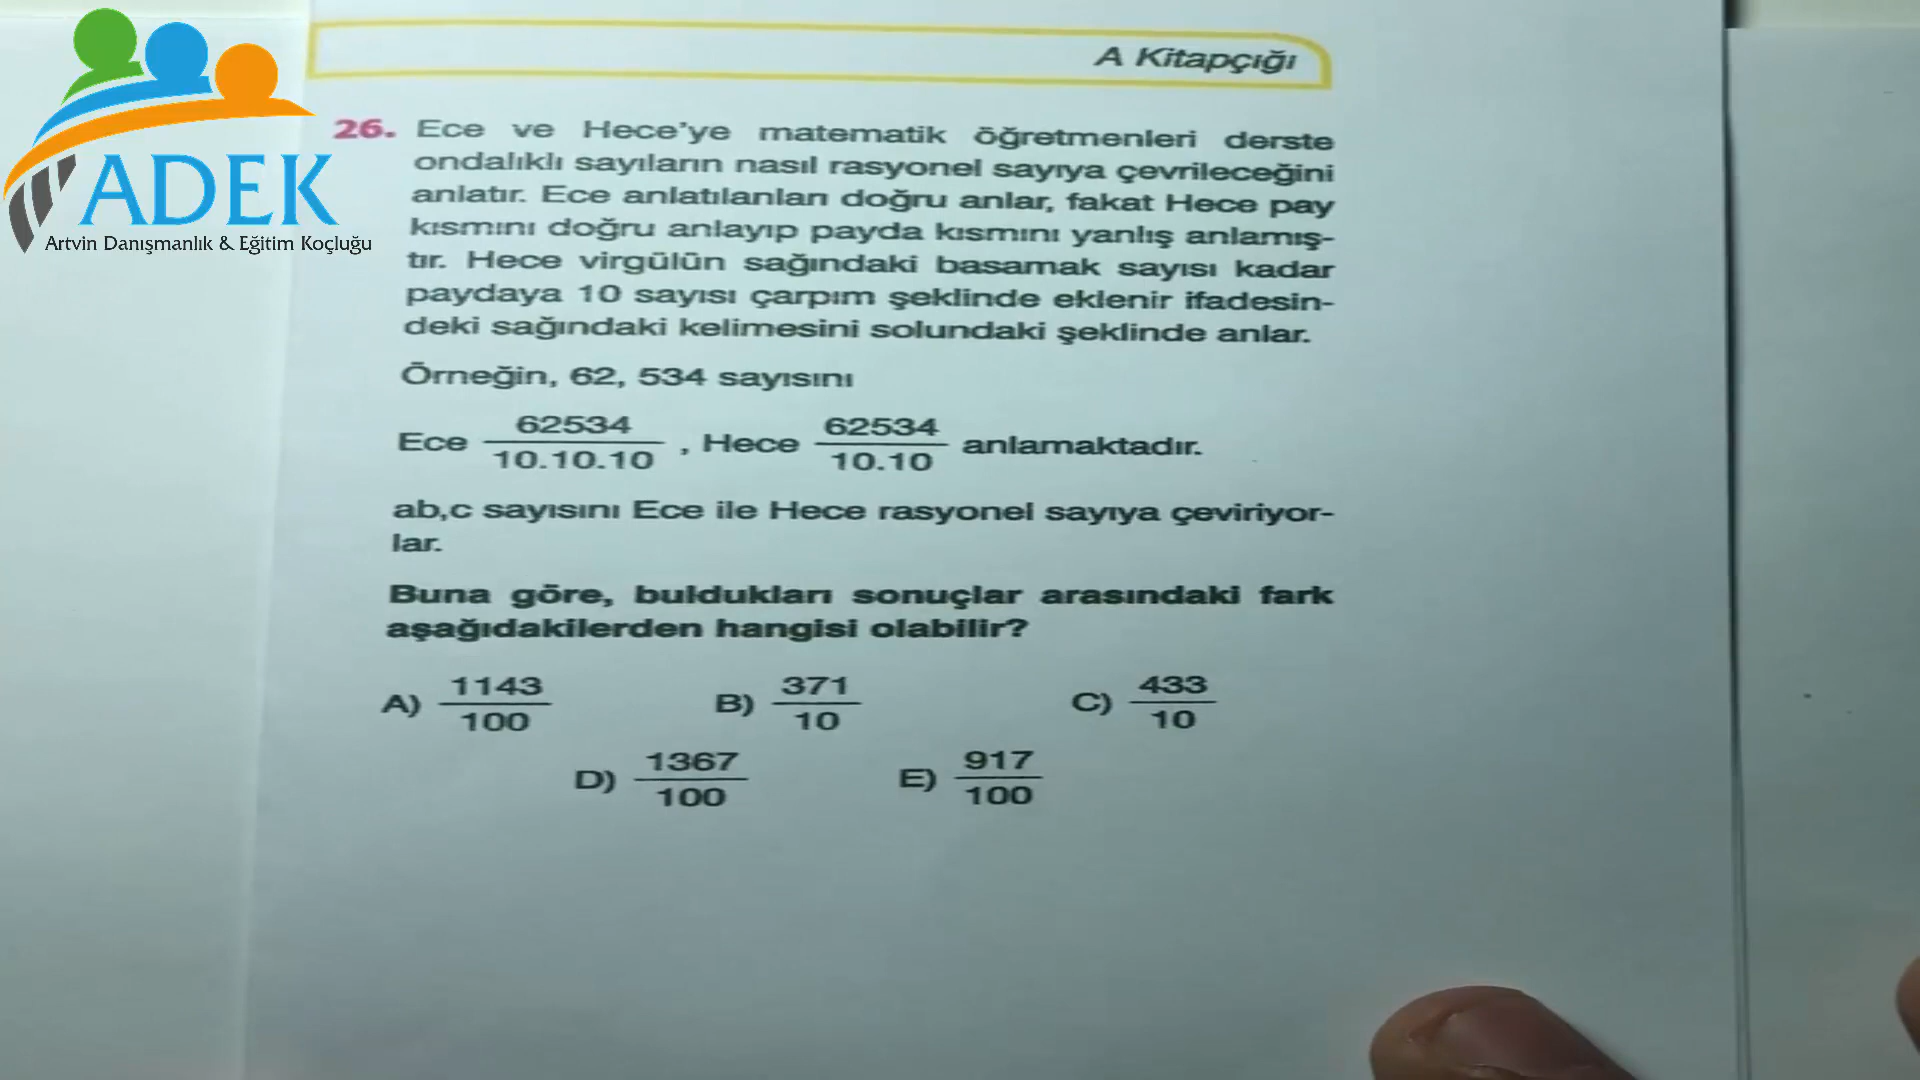 A Kitapçığı
ADEK
Artvin Danışmanlık & Eğitim Koçluğu
26. Ece ve Hece'ye matematik öğretmenleri derste
ondalıklı sayıların nasıl rasyonel sayıya çevrileceğini
anlatır. Ece anlatılanları doğru anlar, fakat Hece pay
kısmını doğru anlayıp payda kısmını yanlış anlamış-
tır. Hece virgülün sağındaki basamak sayısı kadar
paydaya 10 sayısı çarpım şeklinde eklenir ifadesin-
deki sağındaki kelimesini solundaki şeklinde anlar.
Örneğin, 62, 534 sayısını
Ece 62534/10.10.10 , Hece 62534/10.10 anlamaktadır.
ab,c sayısını Ece ile Hece rasyonel sayıya çeviriyor-
lar.
Buna göre, buldukları sonuçlar arasındaki fark
aşağıdakilerden hangisi olabilir?
A) 1143/100 B) 371/10 C) 433/10
D) 1367/100 E) 917/100